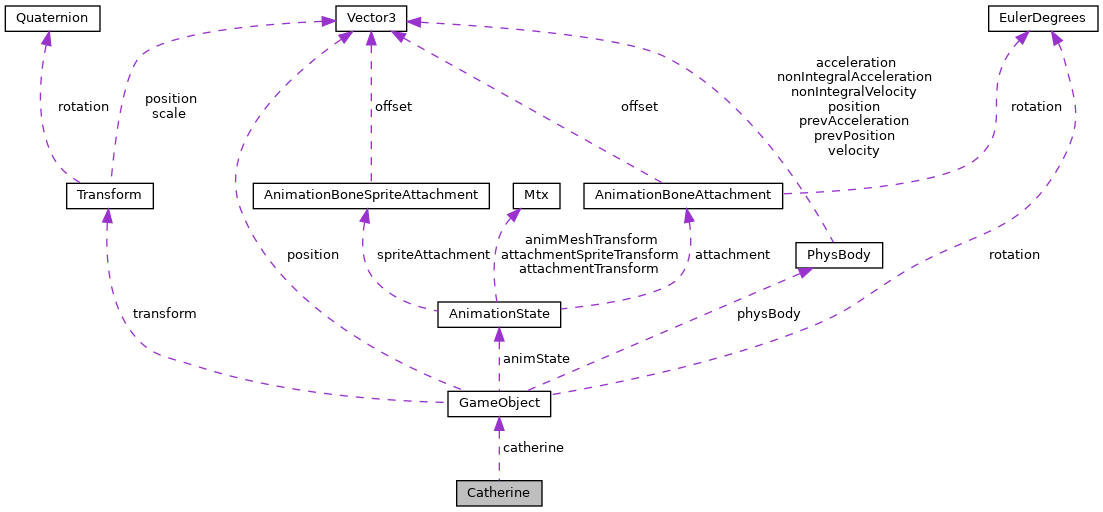 Quaternion
Vector3
EulerDegrees
acceleration
nonIntegralAcceleration
nonIntegralVelocity
position
prevAcceleration
prevPosition
velocity
rotation
position
scale
offset
offset
rotation
Transform
AnimationBoneSpriteAttachment
Mtx
AnimationBoneAttachment
position
spriteAttachment
animMeshTransform
attachmentSpriteTransform
attachmentTransform
attachment
PhysBody
rotation
transform
AnimationState
physBody
animState
GameObject
catherine
Catherine